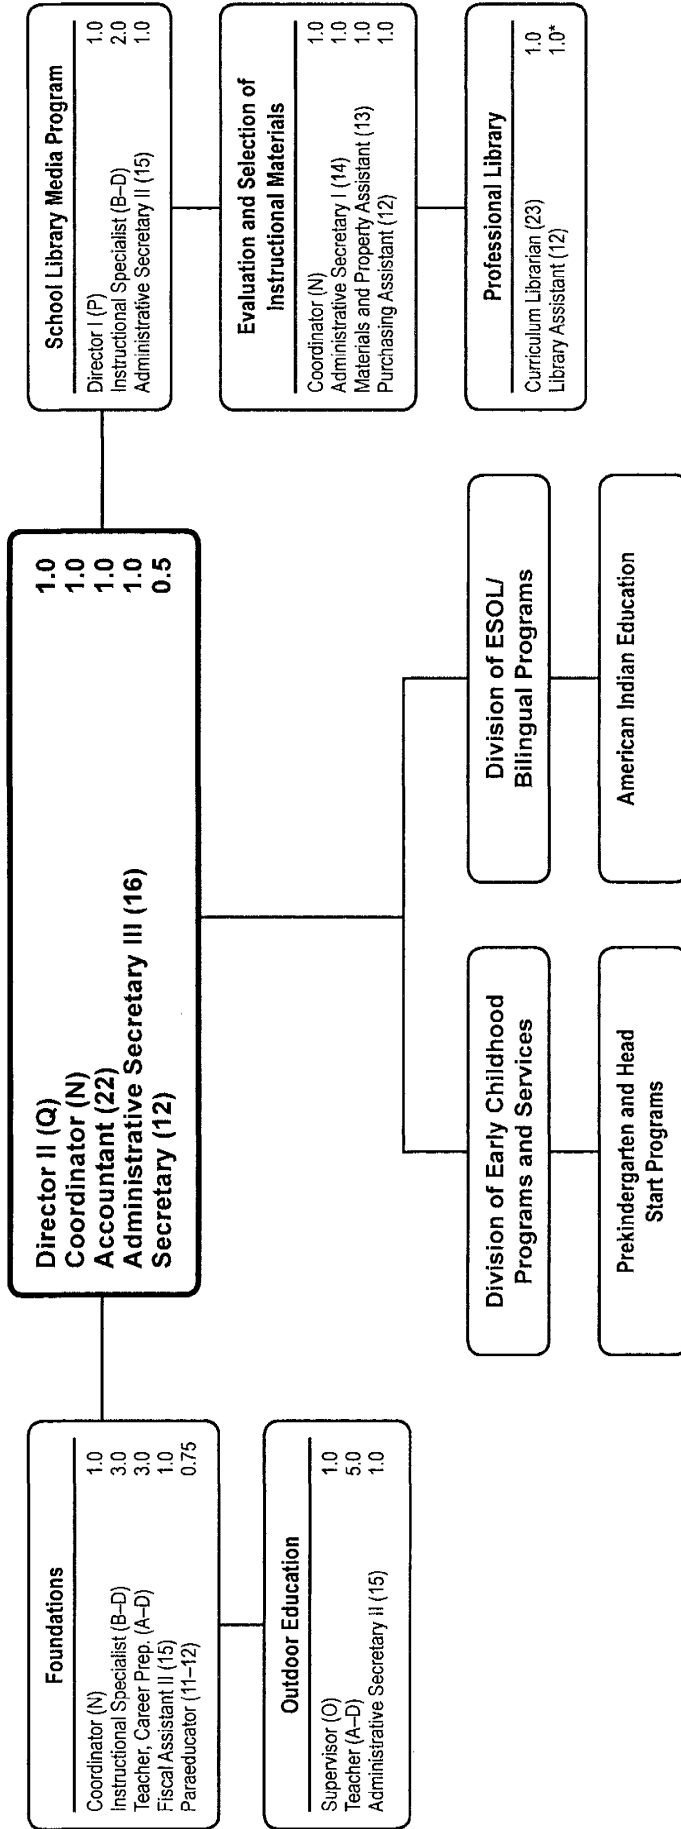 Director II (Q) 1.0
Coordinator (N) 1.0
Accountant (22) 1.0
Administrative Secretary III (16) 1.0
Secretary (12) 0.5
Foundations
Coordinator (N) 1.0
Instructional Specialist (B–D) 3.0
Teacher, Career Prep. (A–D) 3.0
Fiscal Assistant II (15) 1.0
Paraeducator (11–12) 0.75
Outdoor Education
Supervisor (O) 1.0
Teacher (A–D) 5.0
Administrative Secretary II (15) 1.0
Division of Early Childhood
Programs and Services
Prekindergarten and Head
Start Programs
Division of ESOL/
Bilingual Programs
American Indian Education
School Library Media Program
Director I (P) 1.0
Instructional Specialist (B–D) 2.0
Administrative Secretary II (15) 1.0
Evaluation and Selection of
Instructional Materials
Coordinator (N) 1.0
Administrative Secretary I (14) 1.0
Materials and Property Assistant (13) 1.0
Purchasing Assistant (12) 1.0
Professional Library
Curriculum Librarian (23) 1.0
Library Assistant (12) 1.0*